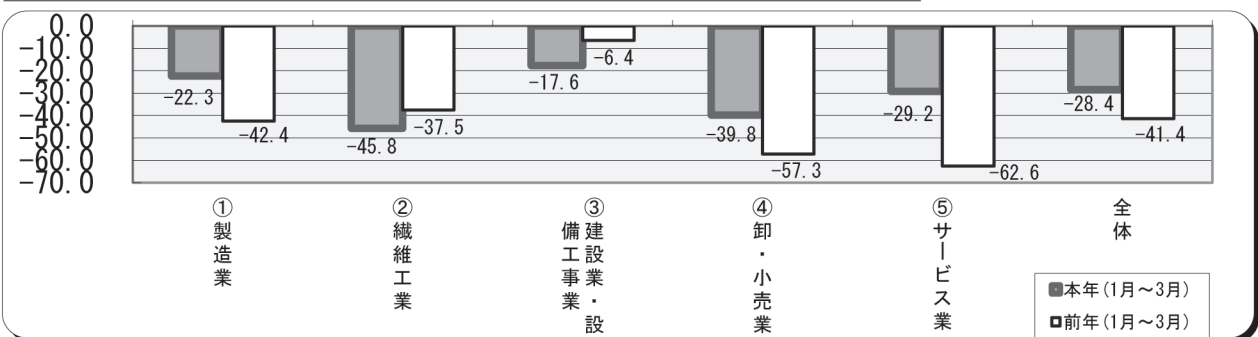 0.0
-10.0
-20.0
-30.0
-40.0
-50.0
-60.0
-70.0
-22.3
-42.4
-45.8
-37.5
-17.6
-6.4
-39.8
-57.3
-29.2
-62.6
-28.4
-41.4
①製造業
②繊維工業
③建設業・設
備工事業
④卸・小売業
⑤サービス業
全体
本年(1月～3月)
前年(1月～3月)